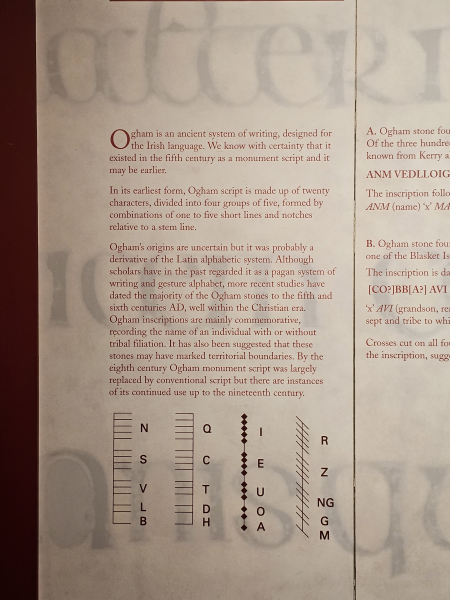 Ogham is an ancient system of writing, designed for
the Irish language. We know with certainty that it
existed in the fifth century as a monument script and it
may be earlier.
In its earliest form, Ogham script is made up of twenty
characters, divided into four groups of five, formed by
combinations of one to five short lines and notches
relative to a stem line.
Ogham's origins are uncertain but it was probably a
derivative of the Latin alphabetic system. Although
scholars have in the past regarded it as a pagan system of
writing and gesture alphabet, more recent studies have
dated the majority of the Ogham stones to the fifth and
sixth centuries AD, well within the Christian era.
Ogham inscriptions are mainly commemorative,
recording the name of an individual with or without
tribal filiation. It has also been suggested that these
stones may have marked territorial boundaries. By the
eighth century Ogham monument script was largely
replaced by conventional script but there are instances
of its continued use up to the nineteenth century.
N Q I R
S C E Z
V T U NG
L D O G
B H A M
A. Ogham stone fou
Of the three hundre
known from Kerry a
ANM VEDLLOIG
The inscription follo
ANM (name) 'x' MA
B. Ogham stone fou
one of the Blasket Is
The inscription is da
[CO?]BB[A?] AVI
'x' AVI (grandson, re
sept and tribe to whi
Crosses cut on all fo
the inscription, sugge